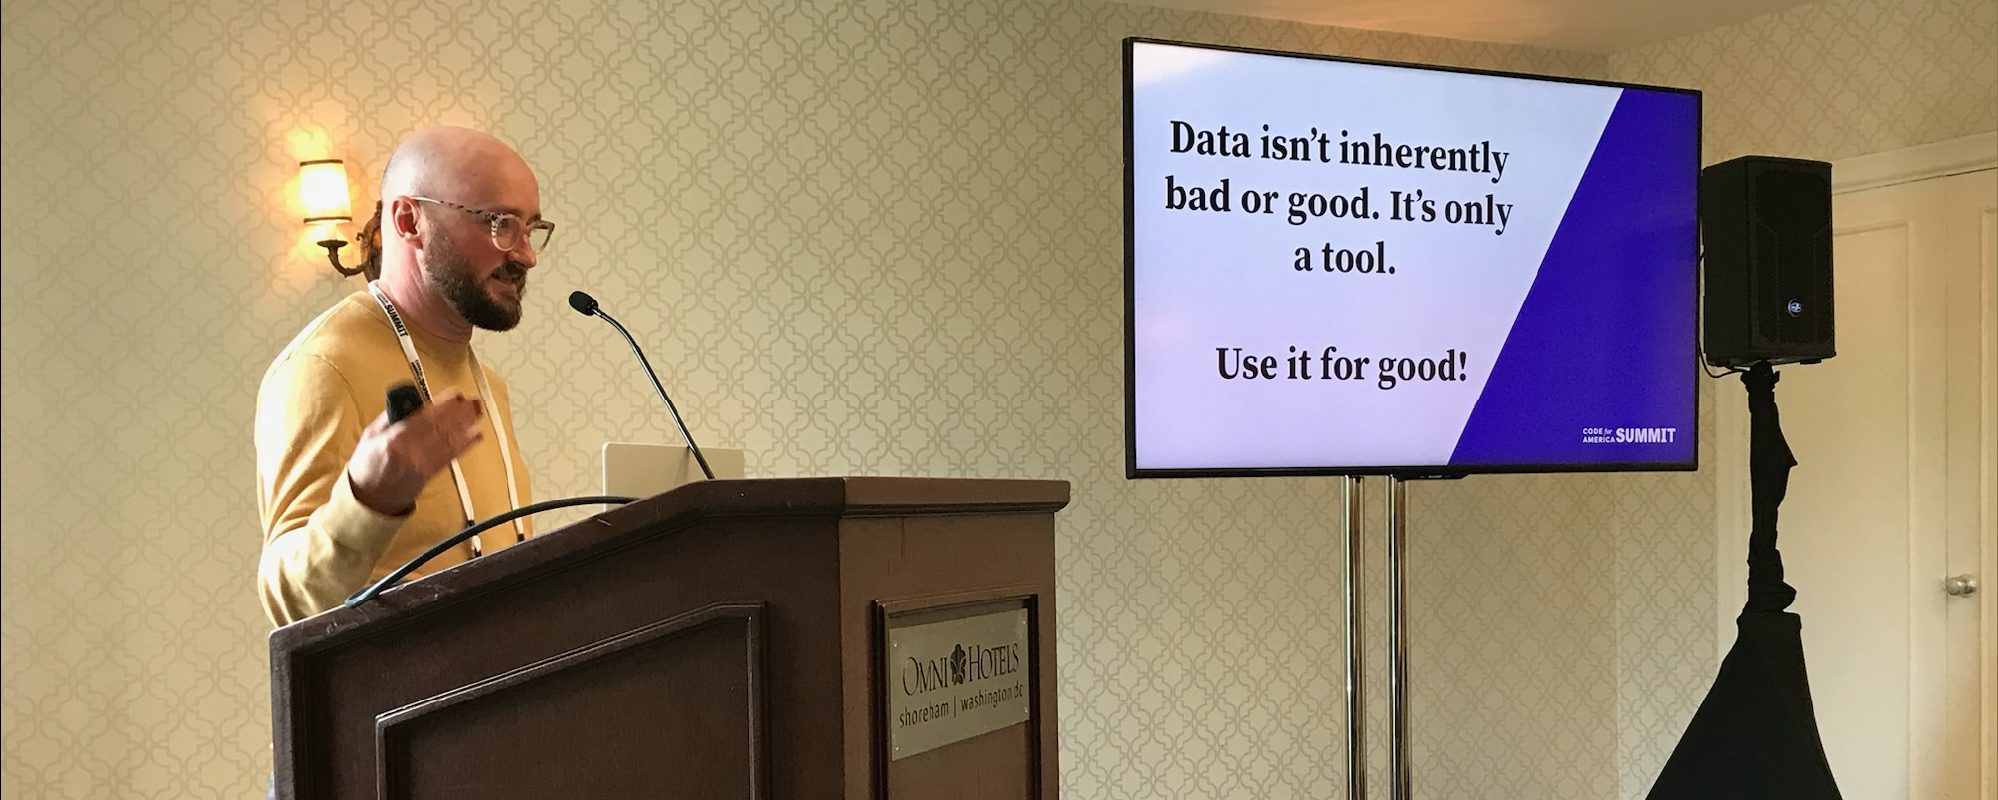 SUMMIT
Data isn't inherently
bad or good. It's only
a tool.
Use it for good!
CODE for
AMERICA SUMMIT
OMNI HOTELS
shoreham | washington dc